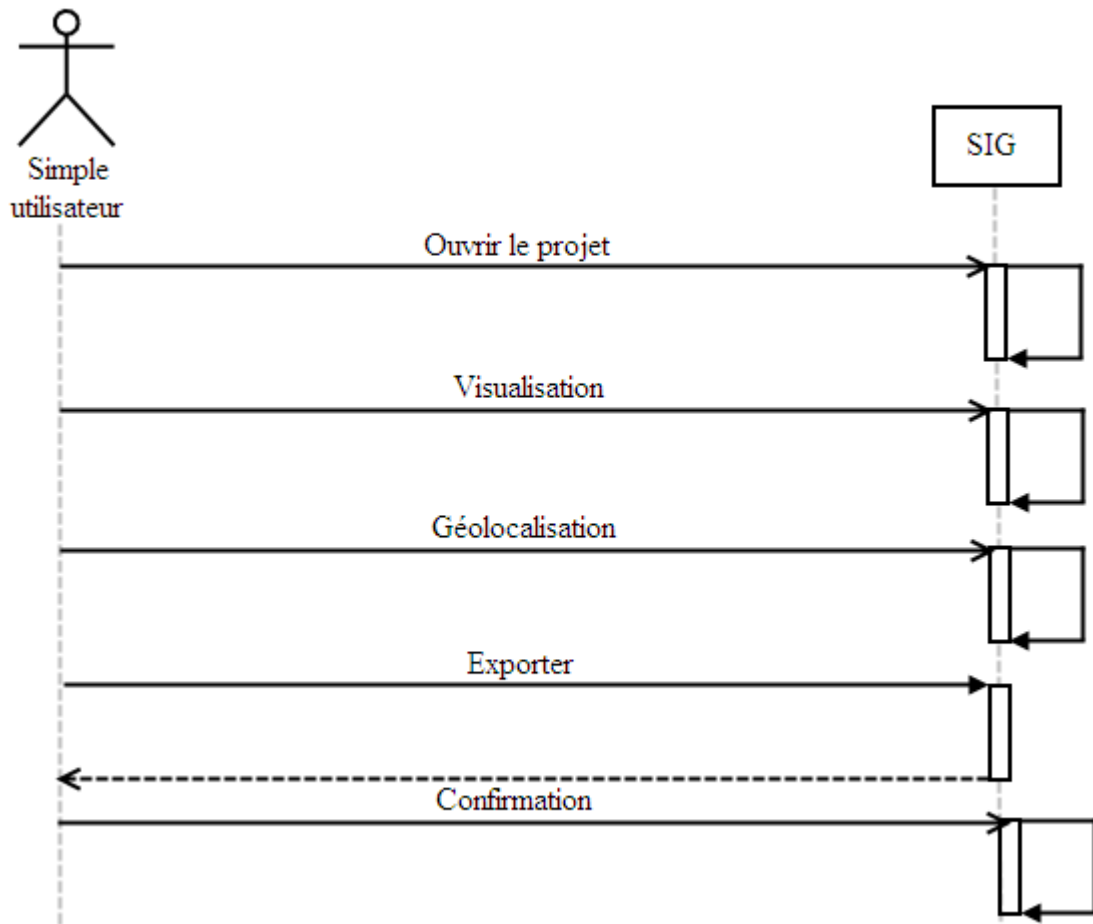 Simple
utilisateur
SIG
Ouvrir le projet
Visualisation
Géolocalisation
Exporter
Confirmation